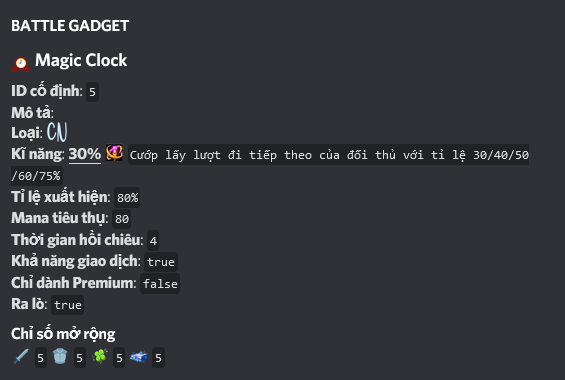 BATTLE GADGET
Magic Clock
ID cố định: 5
Mô tả:
Loại: CN
Kĩ năng: 30% Cướp lấy lượt đi tiếp theo của đối thủ với tỉ lệ 30/40/50
/60/75%
Tỉ lệ xuất hiện: 80%
Mana tiêu thụ: 80
Thời gian hồi chiêu: 4
Khả năng giao dịch: true
Chỉ dành Premium: false
Ra lò: true
Chỉ số mở rộng
5 5 5 5